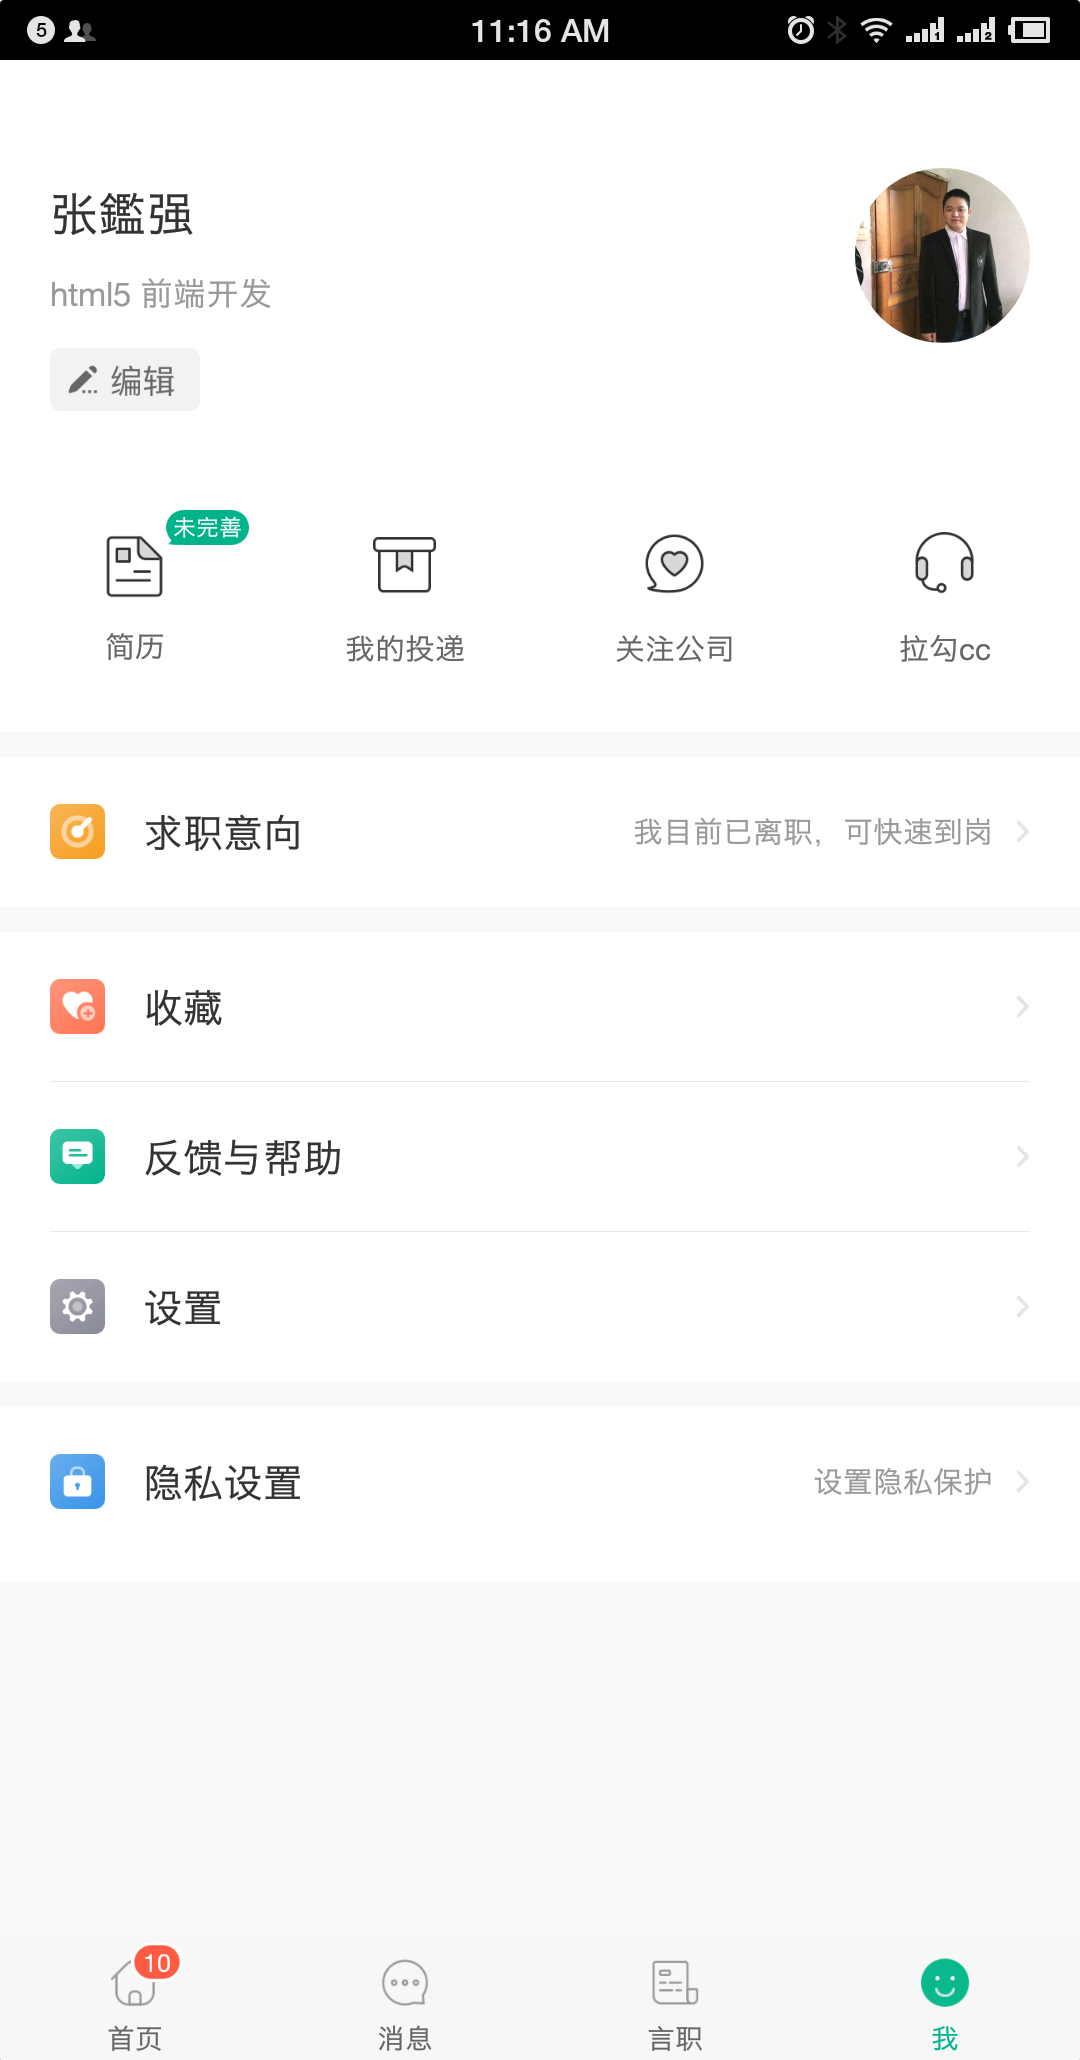 5
11:16 AM
1
2
张鑑强
html5 前端开发
编辑
未完善
简历
我的投递
关注公司
拉勾cc
求职意向
我目前已离职，可快速到岗
收藏
反馈与帮助
设置
隐私设置
设置隐私保护
10
首页
消息
言职
我